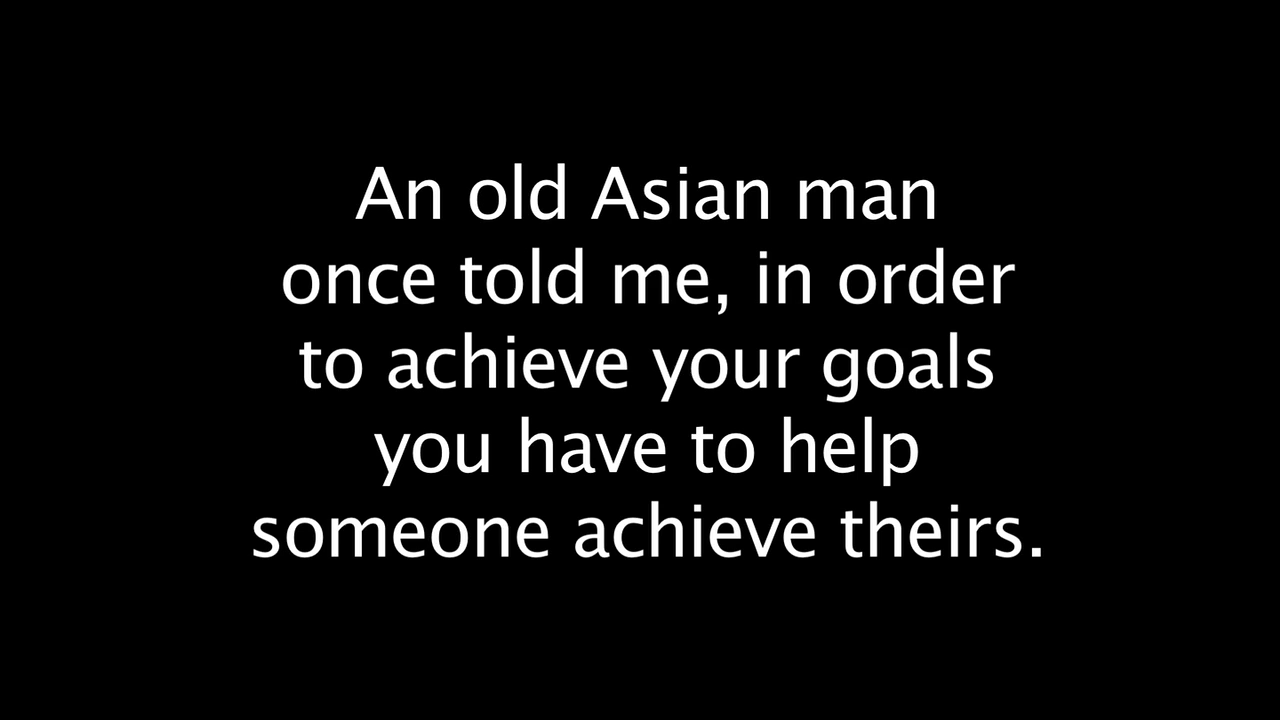 An old Asian man
once told me, in order
to achieve your goals
you have to help
someone achieve theirs.